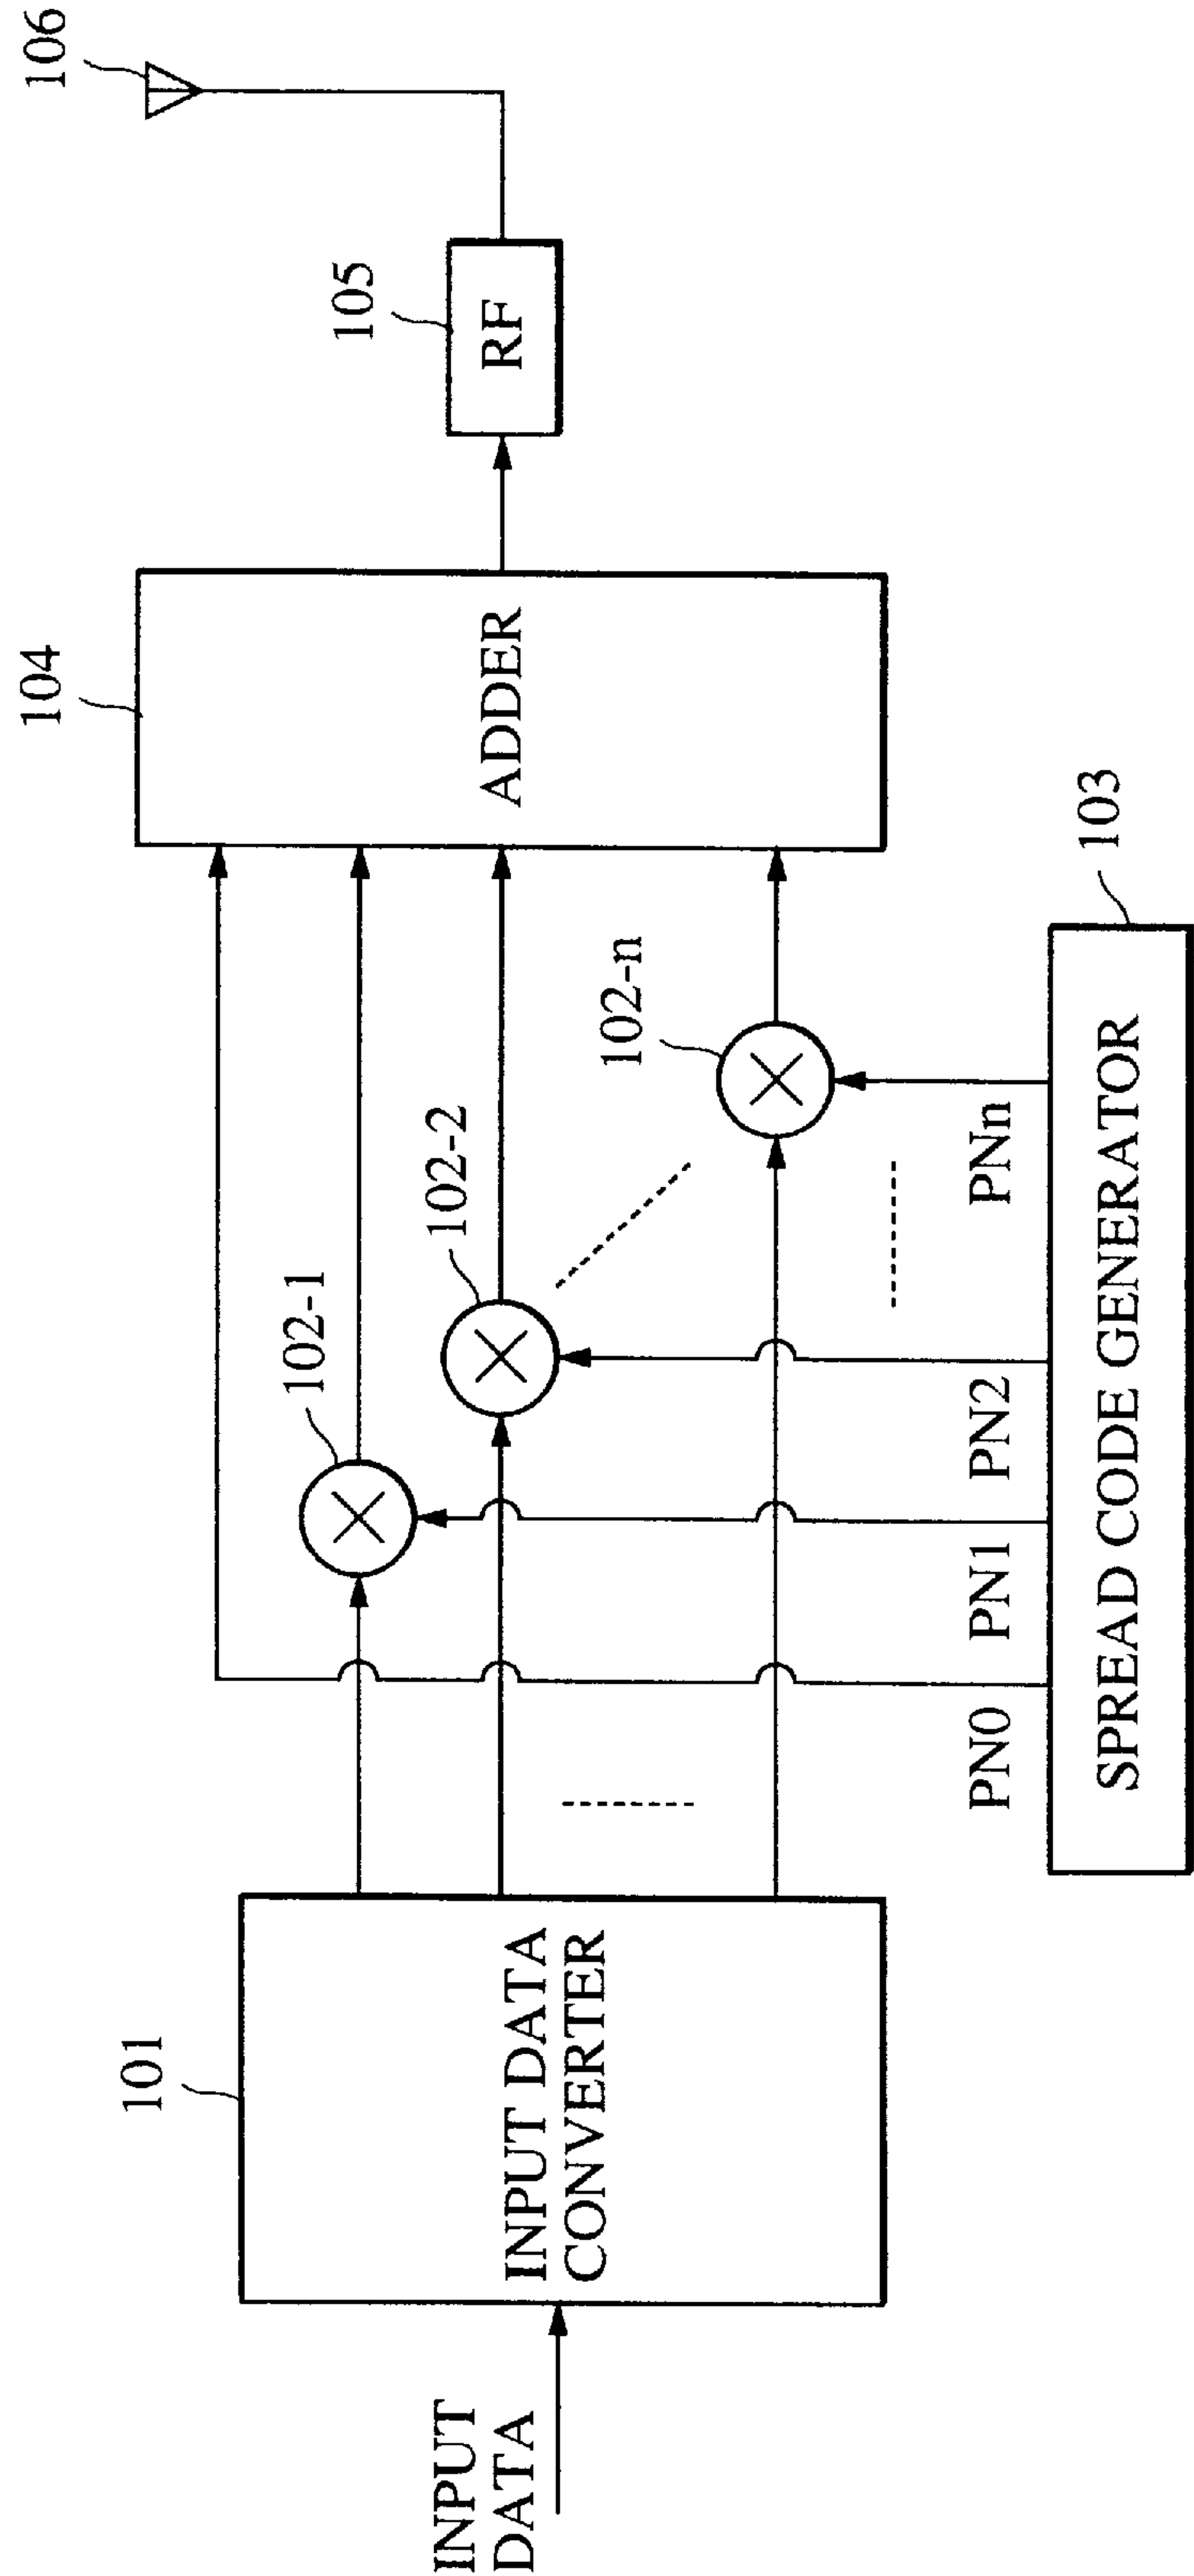 106
105
RF
104
ADDER
103
102-n
102-2
102-1
PNn
PN2
PN1
PN0
SPREAD CODE GENERATOR
101
INPUT DATA
CONVERTER
INPUT
DATA